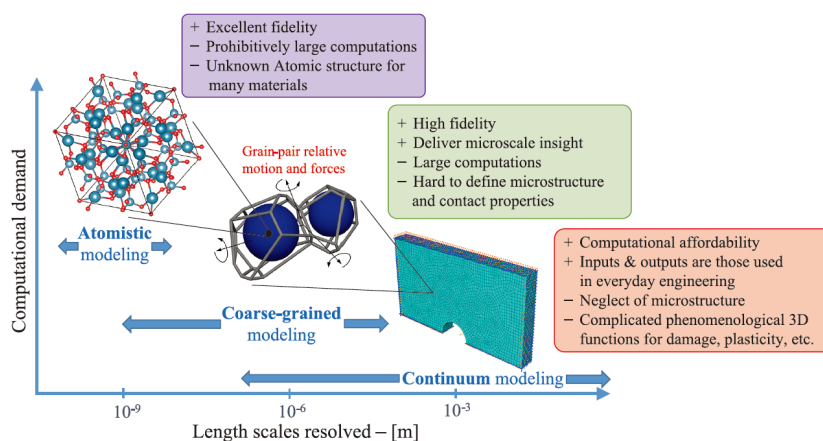 + Excellent fidelity
− Prohibitively large computations
− Unknown Atomic structure for
many materials
+ High fidelity
+ Deliver microscale insight
− Large computations
− Hard to define microstructure
and contact properties
Grain-pair relative
motion and forces
+ Computational affordability
+ Inputs & outputs are those used
in everyday engineering
− Neglect of microstructure
− Complicated phenomenological 3D
functions for damage, plasticity, etc.
Computational demand
Atomistic
modeling
Coarse-grained
modeling
Continuum modeling
10-9
10-6
10-3
Length scales resolved – [m]